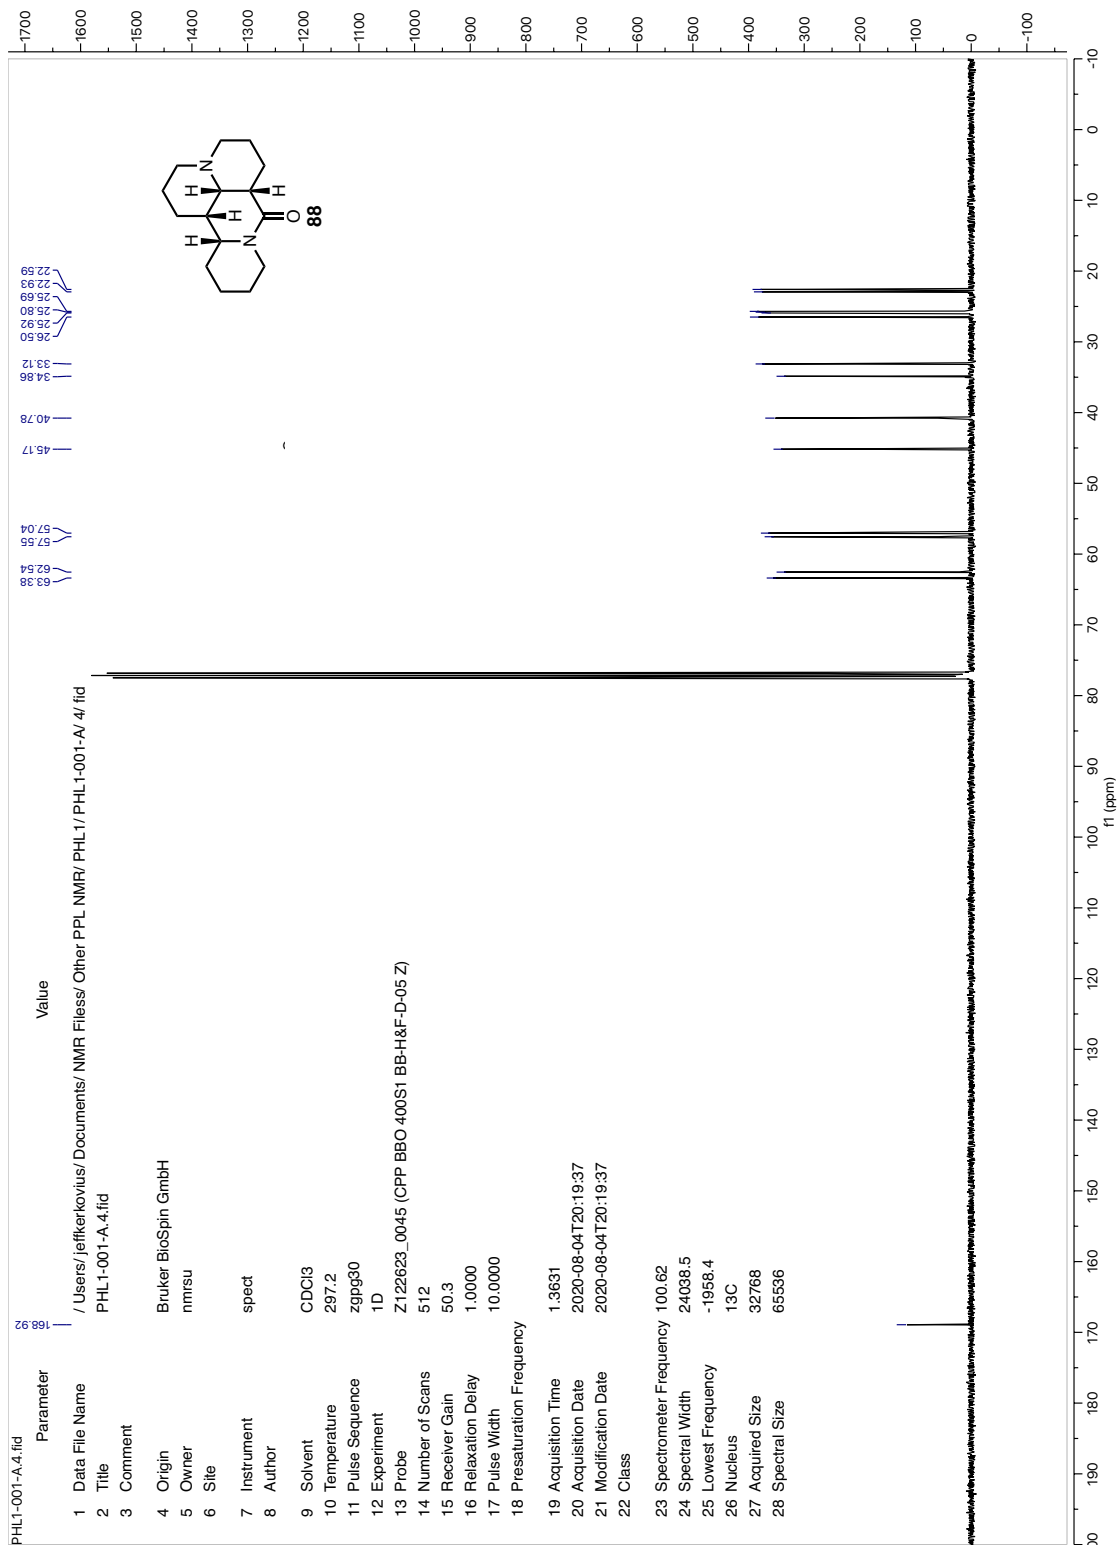 PHL1-001-A.4.fid
Parameter Value
1 Data File Name / Users/ jeffkerkovius/ Documents/ NMR Filess/ Other PPL NMR/ PHL1/ PHL1-001-A/ 4/ fid
2 Title PHL1-001-A.4.fid
3 Comment
4 Origin Bruker BioSpin GmbH
5 Owner nmrsu
6 Site
7 Instrument spect
8 Author
9 Solvent CDCl3
10 Temperature 297.2
11 Pulse Sequence zgpg30
12 Experiment 1D
13 Probe Z122623_0045 (CPP BBO 400S1 BB-H&F-D-05 Z)
14 Number of Scans 512
15 Receiver Gain 50.3
16 Relaxation Delay 1.0000
17 Pulse Width 10.0000
18 Presaturation Frequency
19 Acquisition Time 1.3631
20 Acquisition Date 2020-08-04T20:19:37
21 Modification Date 2020-08-04T20:19:37
22 Class
23 Spectrometer Frequency 100.62
24 Spectral Width 24038.5
25 Lowest Frequency -1958.4
26 Nucleus 13C
27 Acquired Size 32768
28 Spectral Size 65536
168.92
63.38
62.54
57.55
57.04
45.17
40.78
34.86
33.12
26.50
25.92
25.80
25.69
22.93
22.59
H
H
N
H
N
H
O
88
1700
1600
1500
1400
1300
1200
1100
1000
900
800
700
600
500
400
300
200
100
0
-100
00 190 180 170 160 150 140 130 120 110 100 90 80 70 60 50 40 30 20 10 0 -10
f1 (ppm)